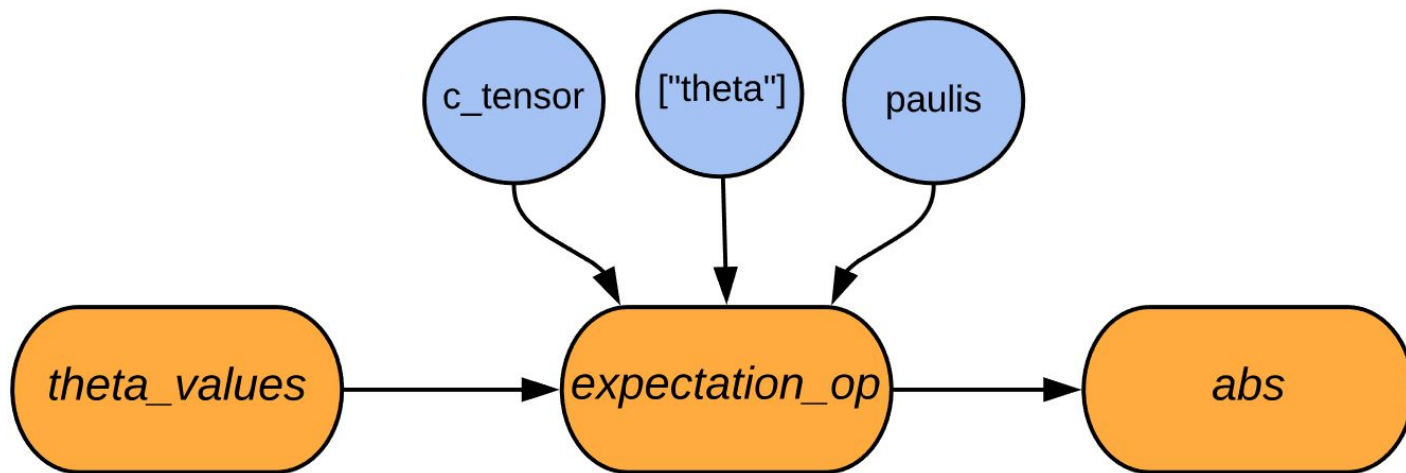 c_tensor
["theta"]
paulis
theta_values
expectation_op
abs